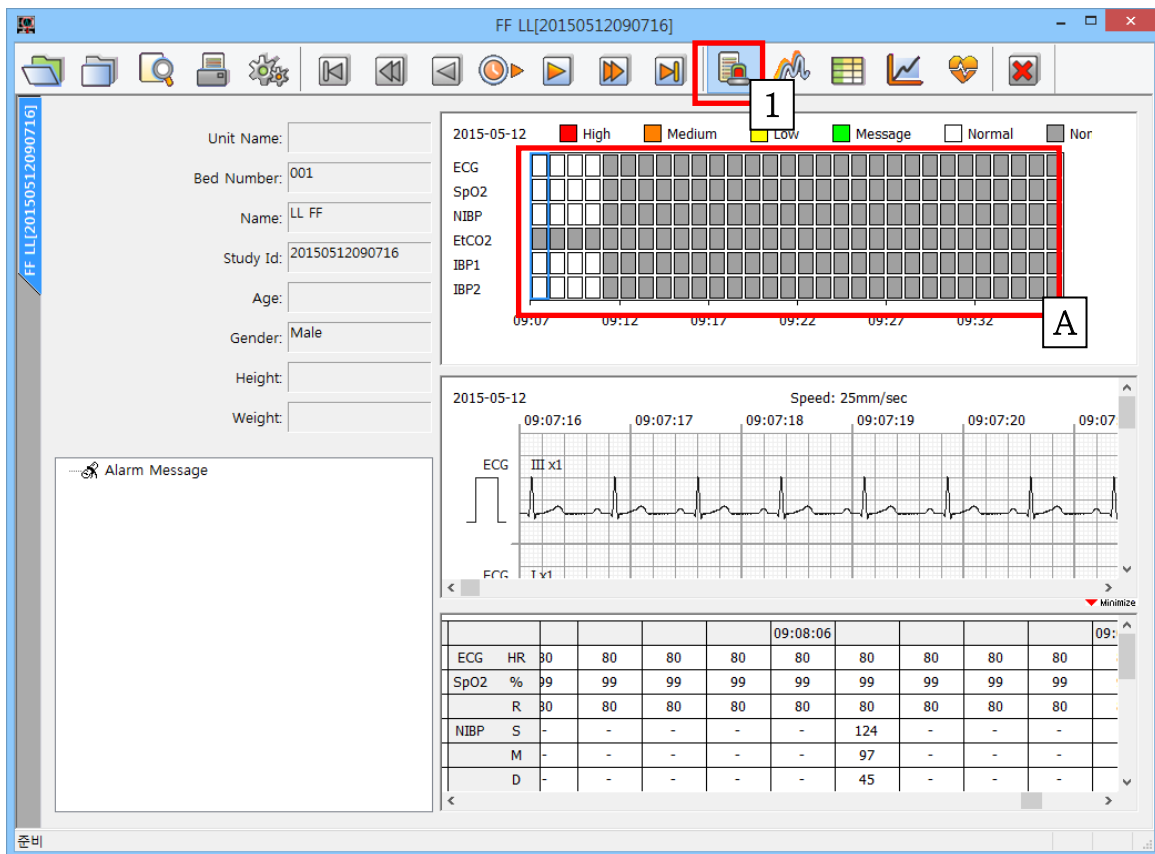 FF LL[20150512090716]
1
FF LL[20150512090716]
Unit Name:
Bed Number: 001
Name: LL FF
Study Id: 20150512090716
Age:
Gender: Male
Height:
Weight:
Alarm Message
2015-05-12 High Medium Low Message Normal Nor
ECG
SpO2
NIBP
EtCO2
IBP1
IBP2
09:07 09:12 09:17 09:22 09:27 09:32
A
2015-05-12 Speed: 25mm/sec
09:07:16 09:07:17 09:07:18 09:07:19 09:07:20 09:07
ECG III x1
ECG I x1
Minimize
09:08:06 09:
ECG HR 80 80 80 80 80 80 80 80 80
SpO2 % 99 99 99 99 99 99 99 99 99
R 80 80 80 80 80 80 80 80 80
NIBP S - - - - - 124 - - -
M - - - - - 97 - - -
D - - - - - 45 - - -
준비